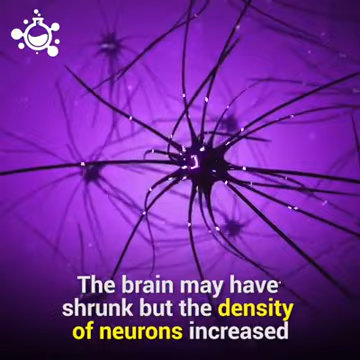 The brain may have
shrunk but the density
of neurons increased